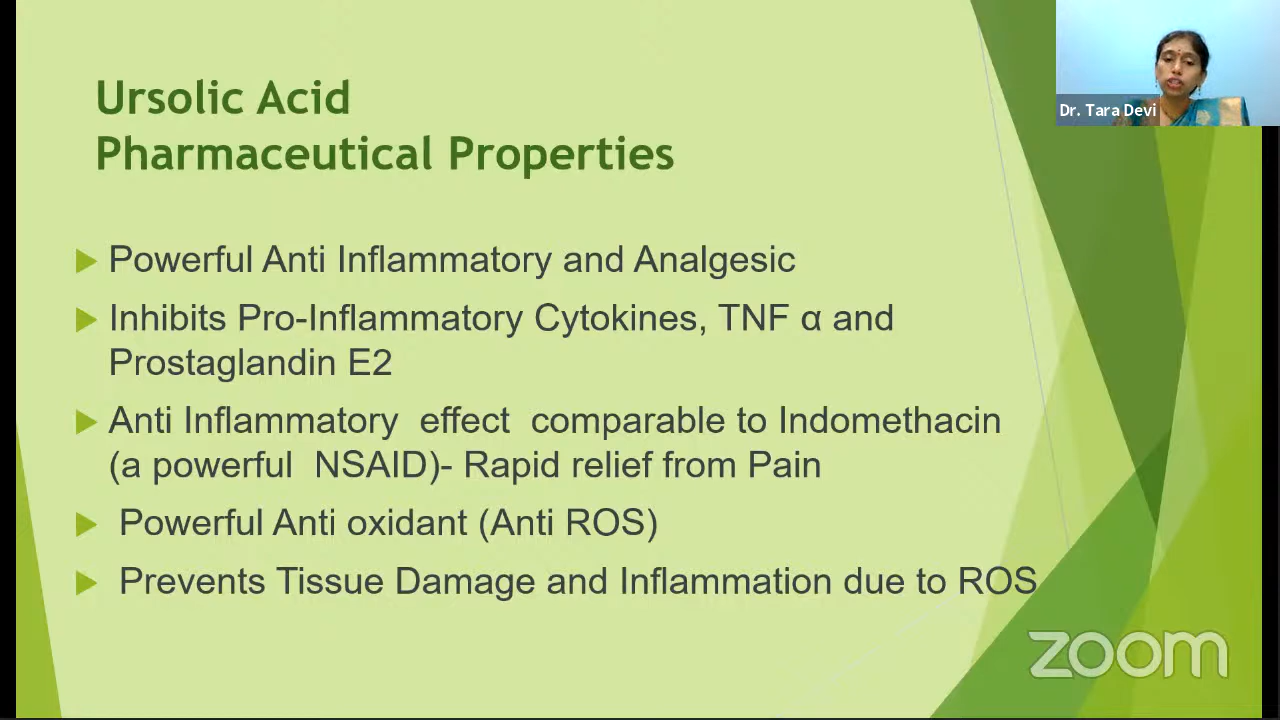 Ursolic Acid
Pharmaceutical Properties
Dr. Tara Devi
Powerful Anti Inflammatory and Analgesic
Inhibits Pro-Inflammatory Cytokines, TNF α and
Prostaglandin E2
Anti Inflammatory effect comparable to Indomethacin
(a powerful NSAID)- Rapid relief from Pain
Powerful Anti oxidant (Anti ROS)
Prevents Tissue Damage and Inflammation due to ROS
zoom